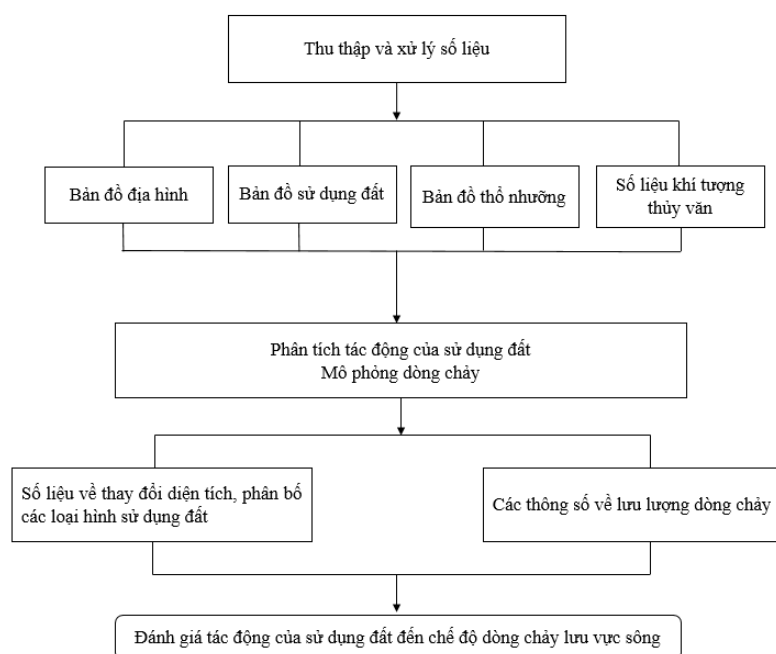 Thu thập và xử lý số liệu
Bản đồ địa hình
Bản đồ sử dụng đất
Bản đồ thổ nhưỡng
Số liệu khí tượng
thủy văn
Phân tích tác động của sử dụng đất
Mô phỏng dòng chảy
Số liệu về thay đổi diện tích, phân bố
các loại hình sử dụng đất
Các thông số về lưu lượng dòng chảy
Đánh giá tác động của sử dụng đất đến chế độ dòng chảy lưu vực sông